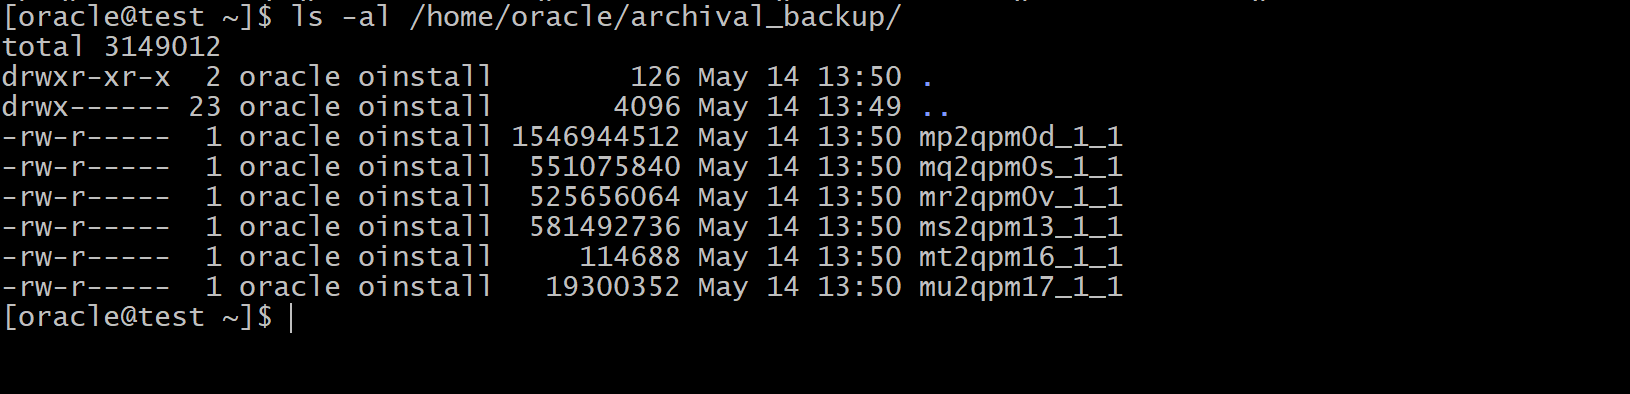 [oracle@test ~]$ ls -al /home/oracle/archival_backup/
total 3149012
drwxr-xr-x  2 oracle oinstall        126 May 14 13:50 .
drwx------ 23 oracle oinstall       4096 May 14 13:49 ..
-rw-r-----  1 oracle oinstall 1546944512 May 14 13:50 mp2qpm0d_1_1
-rw-r-----  1 oracle oinstall  551075840 May 14 13:50 mq2qpm0s_1_1
-rw-r-----  1 oracle oinstall  525656064 May 14 13:50 mr2qpm0v_1_1
-rw-r-----  1 oracle oinstall  581492736 May 14 13:50 ms2qpm13_1_1
-rw-r-----  1 oracle oinstall     114688 May 14 13:50 mt2qpm16_1_1
-rw-r-----  1 oracle oinstall   19300352 May 14 13:50 mu2qpm17_1_1
[oracle@test ~]$